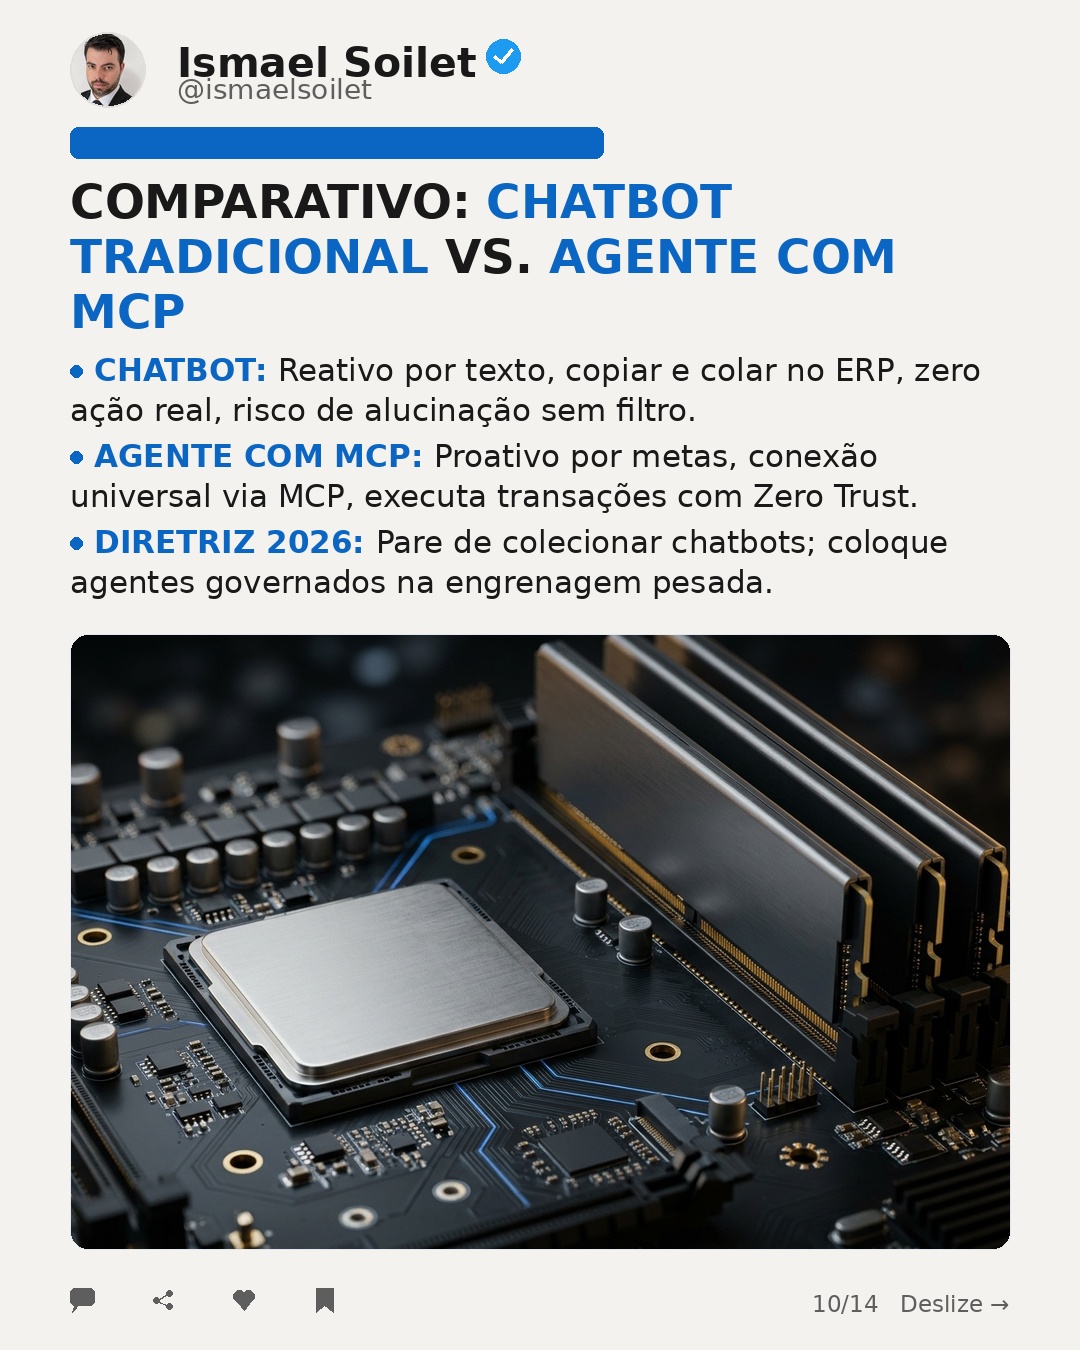 Ismael Soilet
@ismaelsoilet
COMPARATIVO: CHATBOT
TRADICIONAL VS. AGENTE COM
MCP
• CHATBOT: Reativo por texto, copiar e colar no ERP, zero
ação real, risco de alucinação sem filtro.
• AGENTE COM MCP: Proativo por metas, conexão
universal via MCP, executa transações com Zero Trust.
• DIRETRIZ 2026: Pare de colecionar chatbots; coloque
agentes governados na engrenagem pesada.
10/14 Deslize →